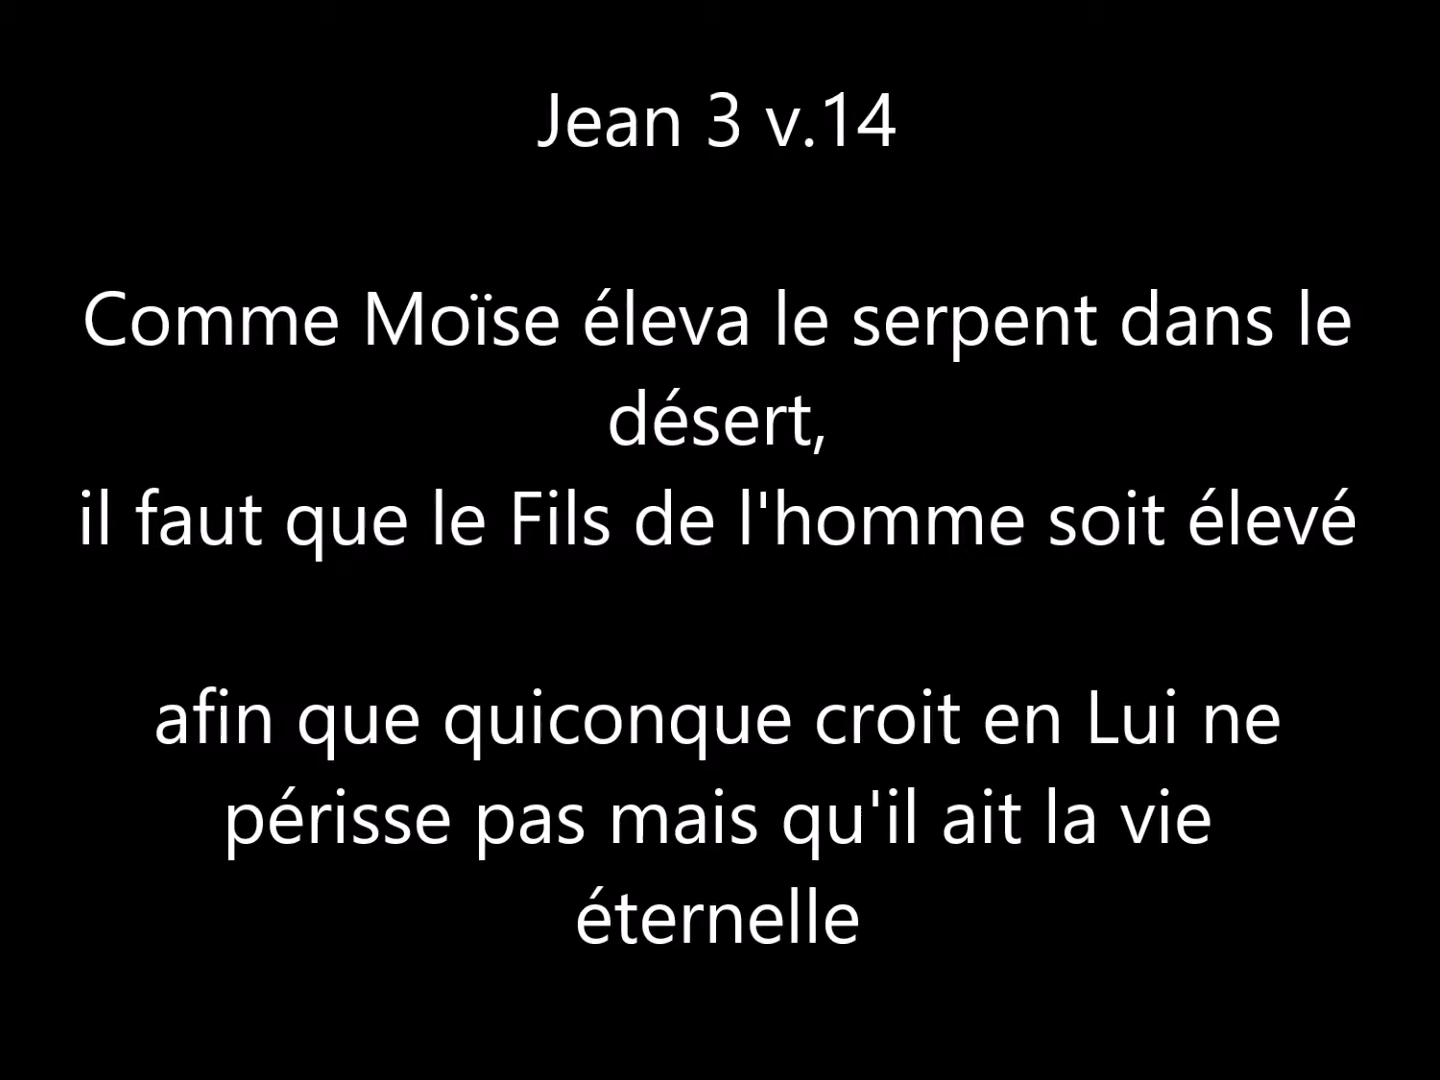 Jean 3 v.14
Comme Moïse éleva le serpent dans le
désert,
il faut que le Fils de l'homme soit élevé
afin que quiconque croit en Lui ne
périsse pas mais qu'il ait la vie
éternelle